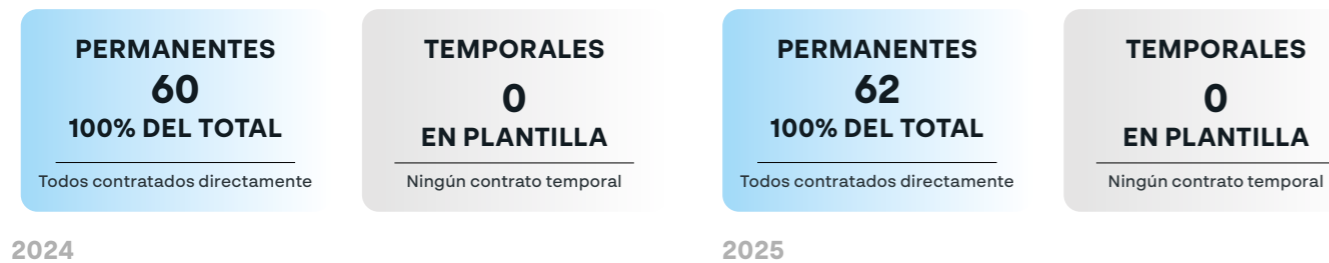 PERMANENTES
60
100% DEL TOTAL
Todos contratados directamente
TEMPORALES
0
EN PLANTILLA
Ningún contrato temporal
2024
PERMANENTES
62
100% DEL TOTAL
Todos contratados directamente
TEMPORALES
0
EN PLANTILLA
Ningún contrato temporal
2025